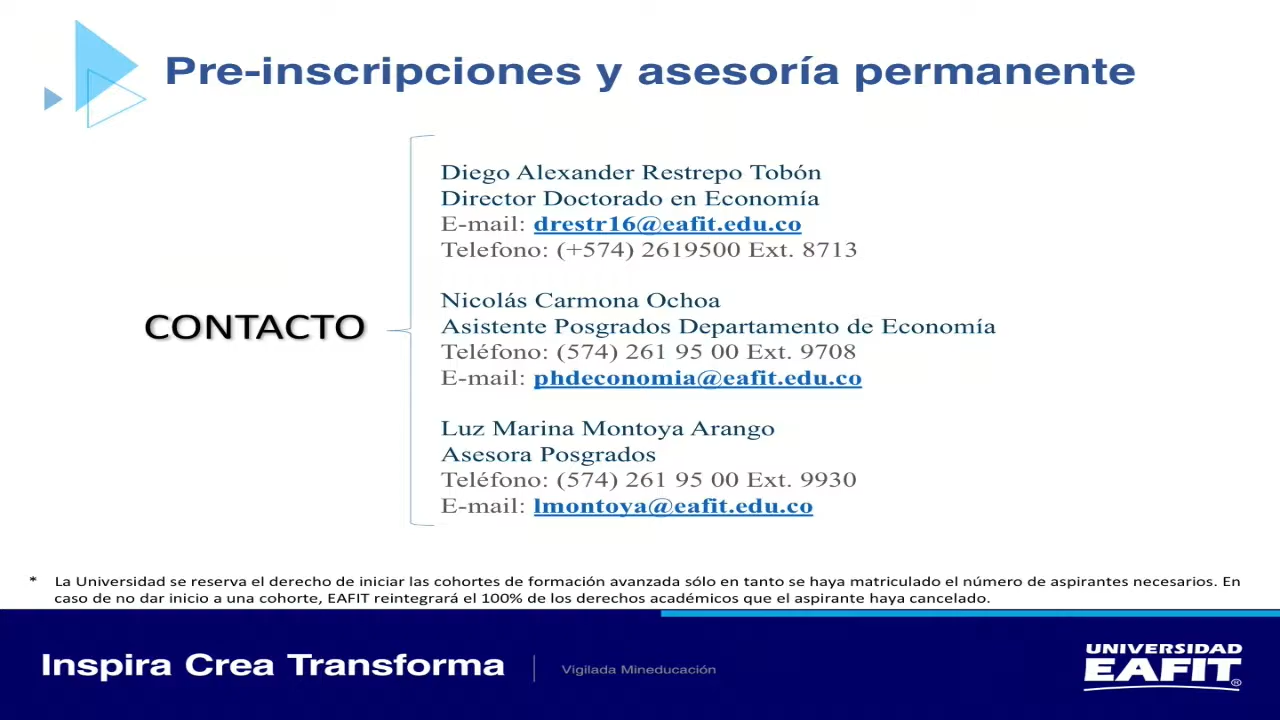 Pre-inscripciones y asesoría permanente
CONTACTO
Diego Alexander Restrepo Tobón
Director Doctorado en Economía
E-mail: drestr16@eafit.edu.co
Telefono: (+574) 2619500 Ext. 8713
Nicolás Carmona Ochoa
Asistente Posgrados Departamento de Economía
Teléfono: (574) 261 95 00 Ext. 9708
E-mail: phdeconomia@eafit.edu.co
Luz Marina Montoya Arango
Asesora Posgrados
Teléfono: (574) 261 95 00 Ext. 9930
E-mail: lmontoya@eafit.edu.co
* La Universidad se reserva el derecho de iniciar las cohortes de formación avanzada sólo en tanto se haya matriculado el número de aspirantes necesarios. En
caso de no dar inicio a una cohorte, EAFIT reintegrará el 100% de los derechos académicos que el aspirante haya cancelado.
Inspira Crea Transforma
Vigilada Mineducación
UNIVERSIDAD
EAFIT®